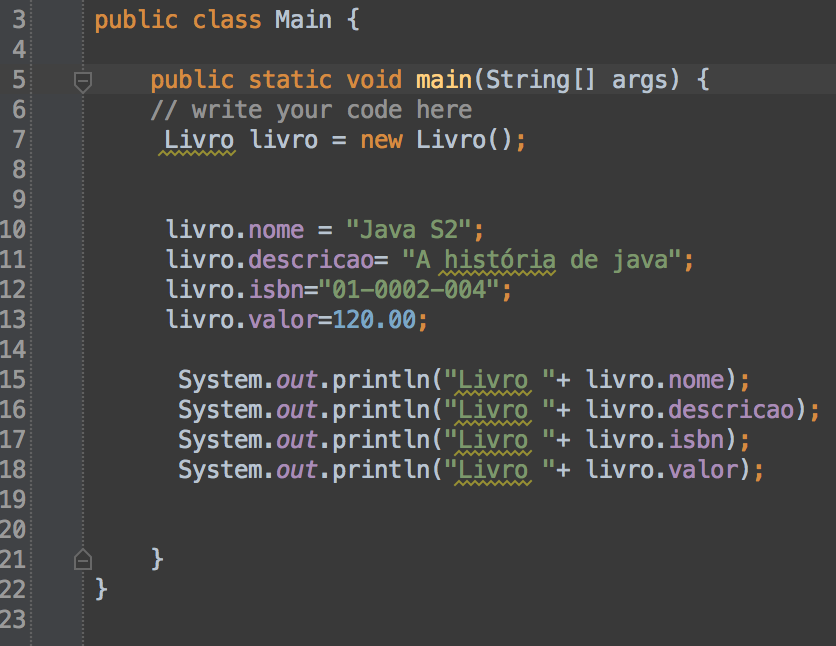 3 public class Main {
4
5 public static void main(String[] args) {
6 // write your code here
7 Livro livro = new Livro();
8
9
10 livro.nome = "Java S2";
11 livro.descricao= "A história de java";
12 livro.isbn="01-0002-004";
13 livro.valor=120.00;
14
15 System.out.println("Livro "+ livro.nome);
16 System.out.println("Livro "+ livro.descricao);
17 System.out.println("Livro "+ livro.isbn);
18 System.out.println("Livro "+ livro.valor);
19
20
21 }
22 }
23